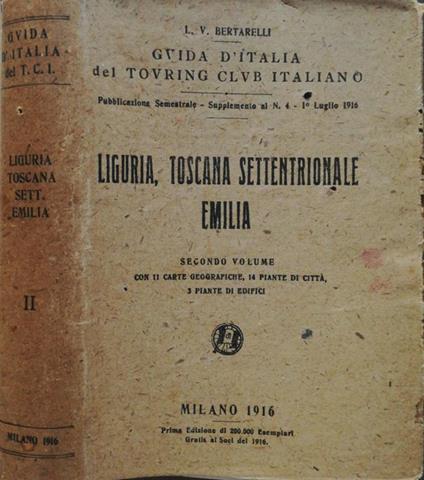 GVIDA
D'ITALIA
del T.C.I.
LIGURIA
TOSCANA
SETT.
EMILIA
II
MILANO 1916
L. V. BERTARELLI
GVIDA D'ITALIA
del TOVRING CLVB ITALIANO
Pubblicazione Semestrale - Supplemento al N. 4 - 1º Luglio 1916
LIGURIA, TOSCANA SETTENTRIONALE
EMILIA
SECONDO VOLUME
CON 11 CARTE GEOGRAFICHE, 14 PIANTE DI CITTÀ,
3 PIANTE DI EDIFICI
MILANO 1916
Prima Edizione di 200.000 Esemplari
Gratis ai Soci del 1916.